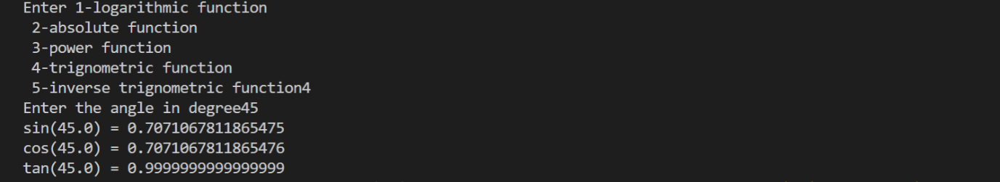 Enter 1-logarithmic function
2-absolute function
3-power function
4-trignometric function
5-inverse trignometric function4
Enter the angle in degree45
sin(45.0) = 0.7071067811865475
cos(45.0) = 0.7071067811865476
tan(45.0) = 0.9999999999999999